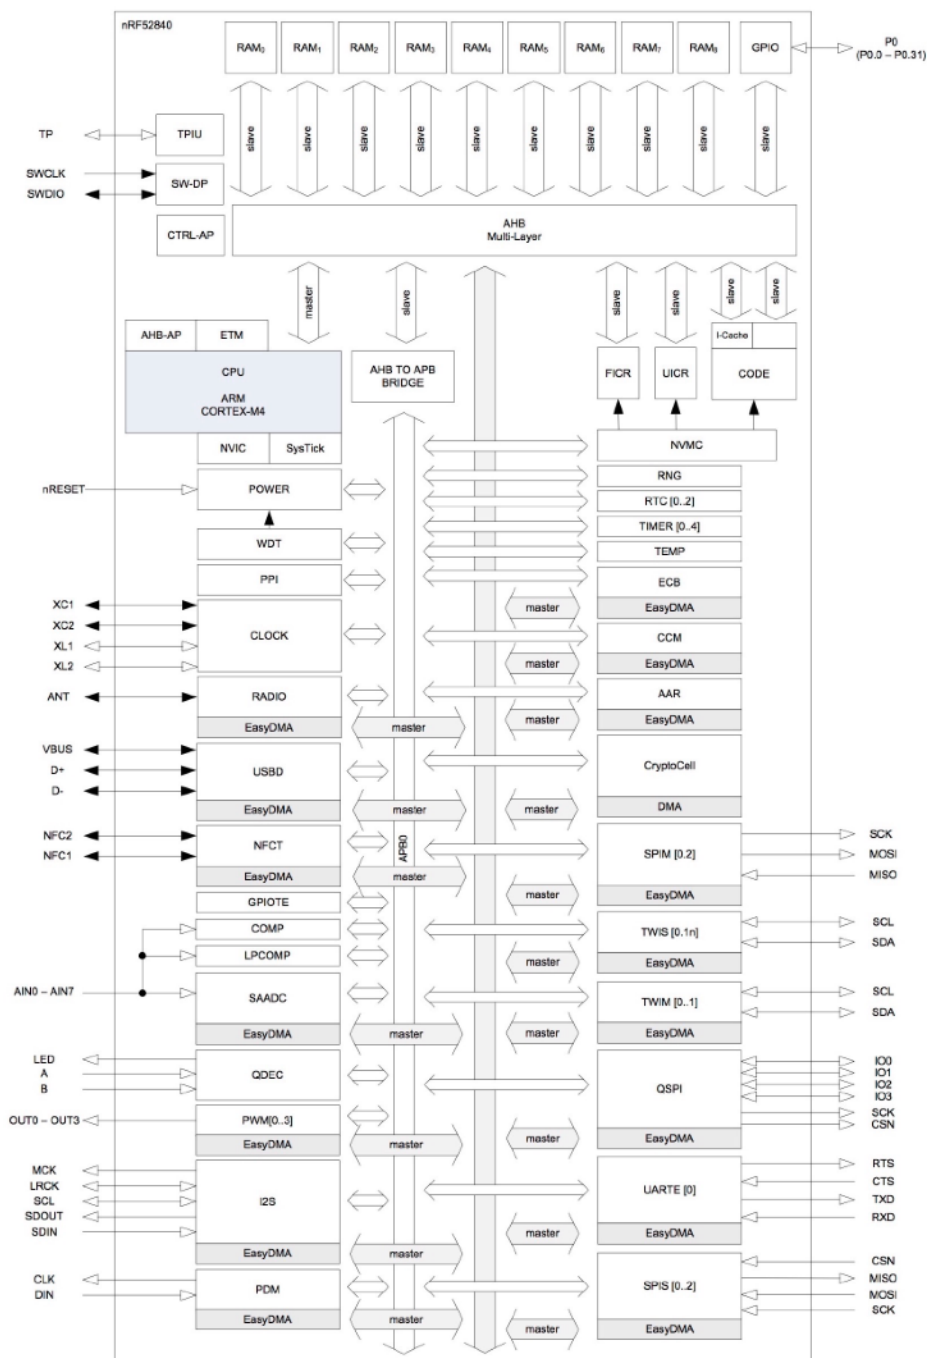 nRF52840
RAM0 RAM1 RAM2 RAM3 RAM4 RAM5 RAM6 RAM7 RAM8 GPIO
P0
(P0.0 – P0.31)
slave slave slave slave slave slave slave slave slave slave
TP
TPIU
SWCLK
SWDIO
SW-DP
CTRL-AP
AHB
Multi-Layer
master
slave
slave
slave
slave
slave
AHB-AP
ETM
CPU
ARM
CORTEX-M4
NVIC
SysTick
AHB TO APB
BRIDGE
FICR
UICR
I-Cache
CODE
NVMC
nRESET
POWER
RNG
RTC [0..2]
WDT
TIMER [0..4]
TEMP
PPI
ECB
master
EasyDMA
XC1
XC2
XL1
XL2
CLOCK
CCM
master
EasyDMA
ANT
RADIO
EasyDMA
master
AAR
master
EasyDMA
VBUS
D+
D-
USBD
EasyDMA
master
CryptoCell
master
DMA
NFC2
NFC1
NFCT
EasyDMA
master
APB0
SPIM [0.2]
master
EasyDMA
SCK
MOSI
MISO
GPIOTE
COMP
LPCOMP
TWIS [0.1n]
master
EasyDMA
SCL
SDA
AIN0 – AIN7
SAADC
EasyDMA
master
TWIM [0..1]
master
EasyDMA
SCL
SDA
LED
A
B
QDEC
QSPI
IO0
IO1
IO2
IO3
SCK
CSN
OUT0 – OUT3
PWM[0..3]
EasyDMA
master
master
EasyDMA
MCK
LRCK
SCL
SDOUT
SDIN
I2S
EasyDMA
master
UARTE [0]
master
EasyDMA
RTS
CTS
TXD
RXD
CLK
DIN
PDM
EasyDMA
master
SPIS [0..2]
master
EasyDMA
CSN
MISO
MOSI
SCK